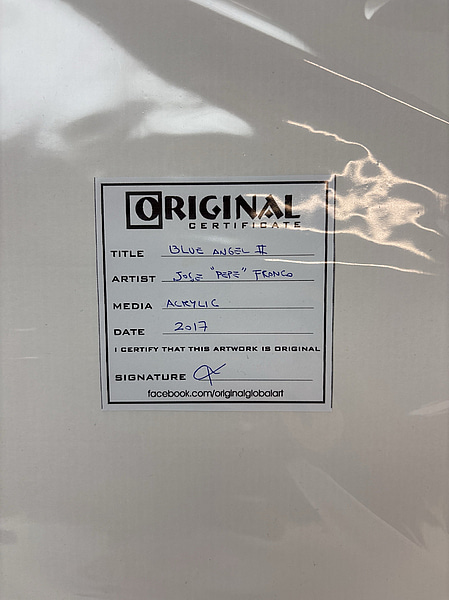 ORIGINAL
CERTIFICATE
TITLE BLUE ANGEL II
ARTIST JOSE "PEPE" FRANCO
MEDIA ACRYLIC
DATE 2017
I CERTIFY THAT THIS ARTWORK IS ORIGINAL
SIGNATURE
facebook.com/originalglobalart